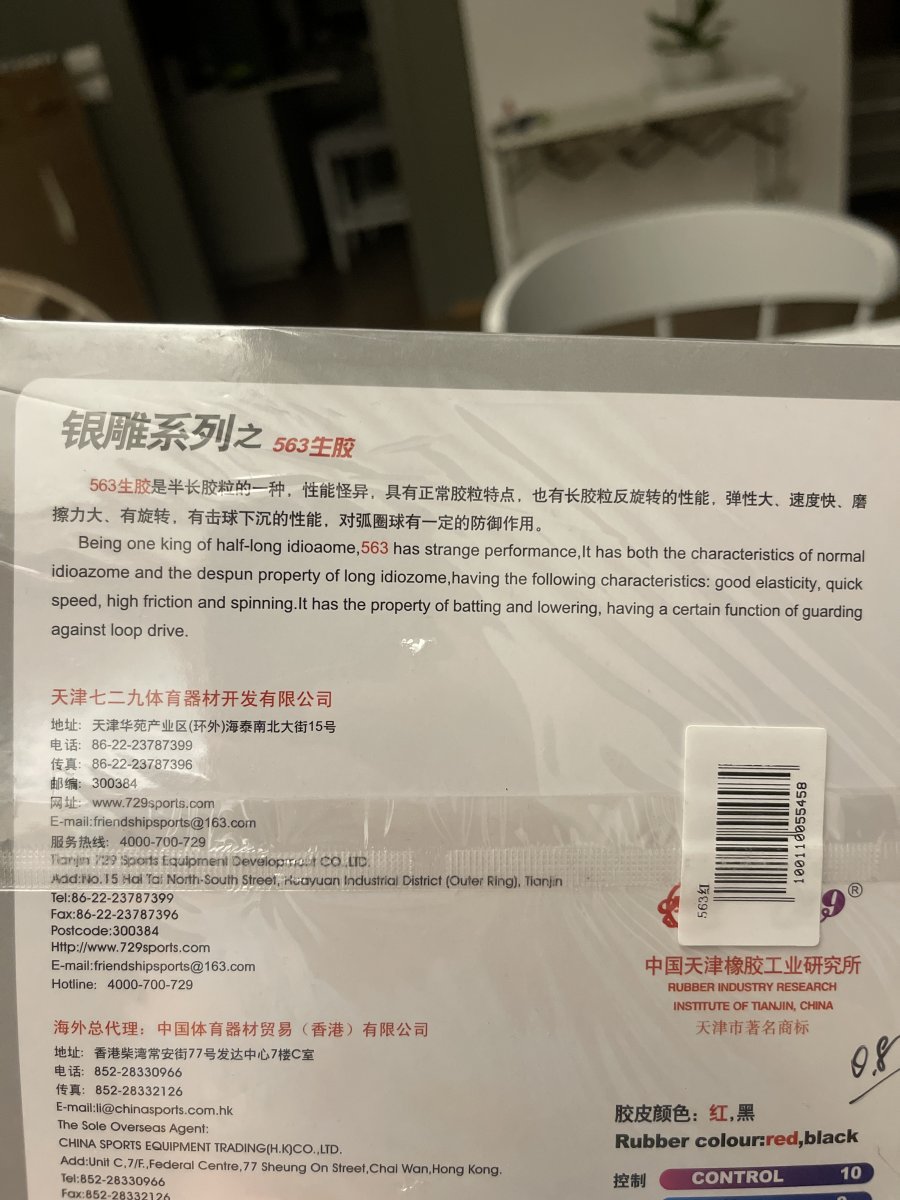 银雕系列之 563生胶
563生胶是半长胶粒的一种，性能怪异，具有正常胶粒特点，也有长胶粒反旋转的性能，弹性大、速度快、磨
擦力大、有旋转，有击球下沉的性能，对弧圈球有一定的防御作用。
Being one king of half-long idioaome,563 has strange performance,It has both the characteristics of normal
idioazome and the despun property of long idiozome,having the following characteristics: good elasticity, quick
speed, high friction and spinning.It has the property of batting and lowering, having a certain function of guarding
against loop drive.
天津七二九体育器材开发有限公司
地址: 天津华苑产业区(环外)海泰南北大街15号
电话: 86-22-23787399
传真: 86-22-23787396
邮编: 300384
网址: www.729sports.com
E-mail:friendshipsports@163.com
服务热线: 4000-700-729
Tianjin 729 Sports Equipment Development CO.,LTD.
Add:No.15 Hai Tai North-South Street, Huayuan Industrial District (Outer Ring), Tianjin
Tel:86-22-23787399
Fax:86-22-23787396
Postcode:300384
Http://www.729sports.com
E-mail:friendshipsports@163.com
Hotline: 4000-700-729
563红
1001110055458
9®
中国天津橡胶工业研究所
RUBBER INDUSTRY RESEARCH
INSTITUTE OF TIANJIN, CHINA
天津市著名商标
海外总代理: 中国体育器材贸易（香港）有限公司
地址: 香港柴湾常安街77号发达中心7楼C室
电话: 852-28330966
传真: 852-28332126
E-mail:li@chinasports.com.hk
The Sole Overseas Agent:
CHINA SPORTS EQUIPMENT TRADING(H.K)CO.,LTD.
Add:Unit C,7/F.,Federal Centre,77 Sheung On Street,Chai Wan,Hong Kong.
Tel:852-28330966
Fax:852-28332126
0.8
胶皮颜色: 红,黑
Rubber colour:red,black
控制 CONTROL 10